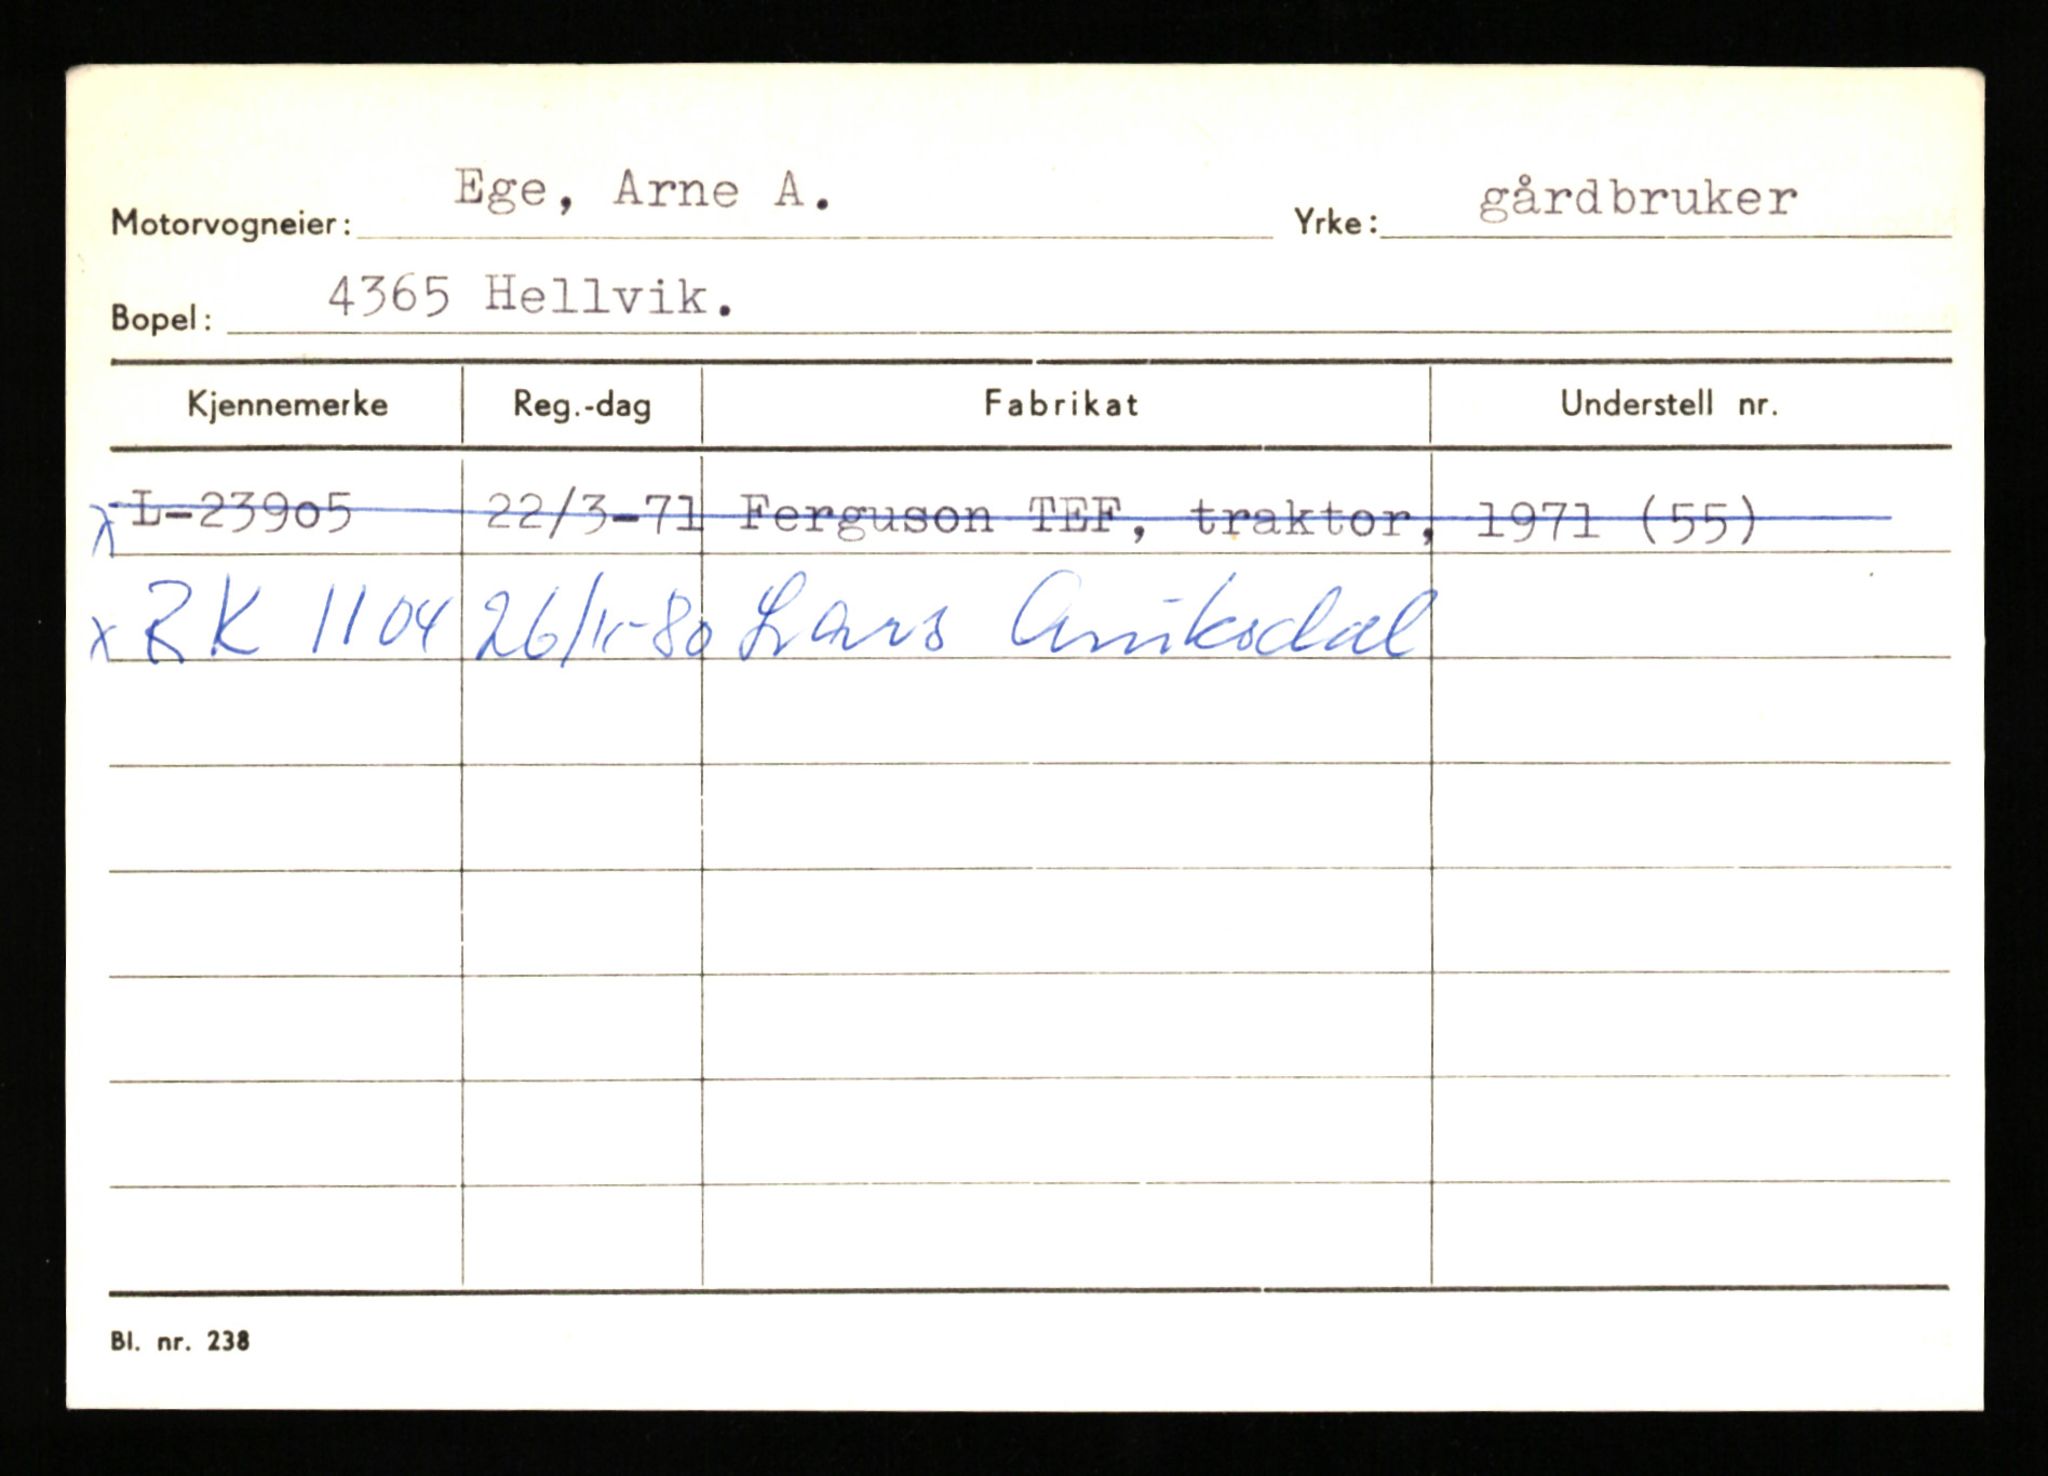 Motorvogneier: Ege, Arne A. Yrke: gårdbruker
Bopel: 4365 Hellvik.
Kjennemerke Reg.-dag Fabrikat Understell nr.
x L-23905 22/3-71 Ferguson TEF, traktor, 1971 (55)
x RK 1104 26/11-80 Lars Aniksdal
Bl. nr. 238